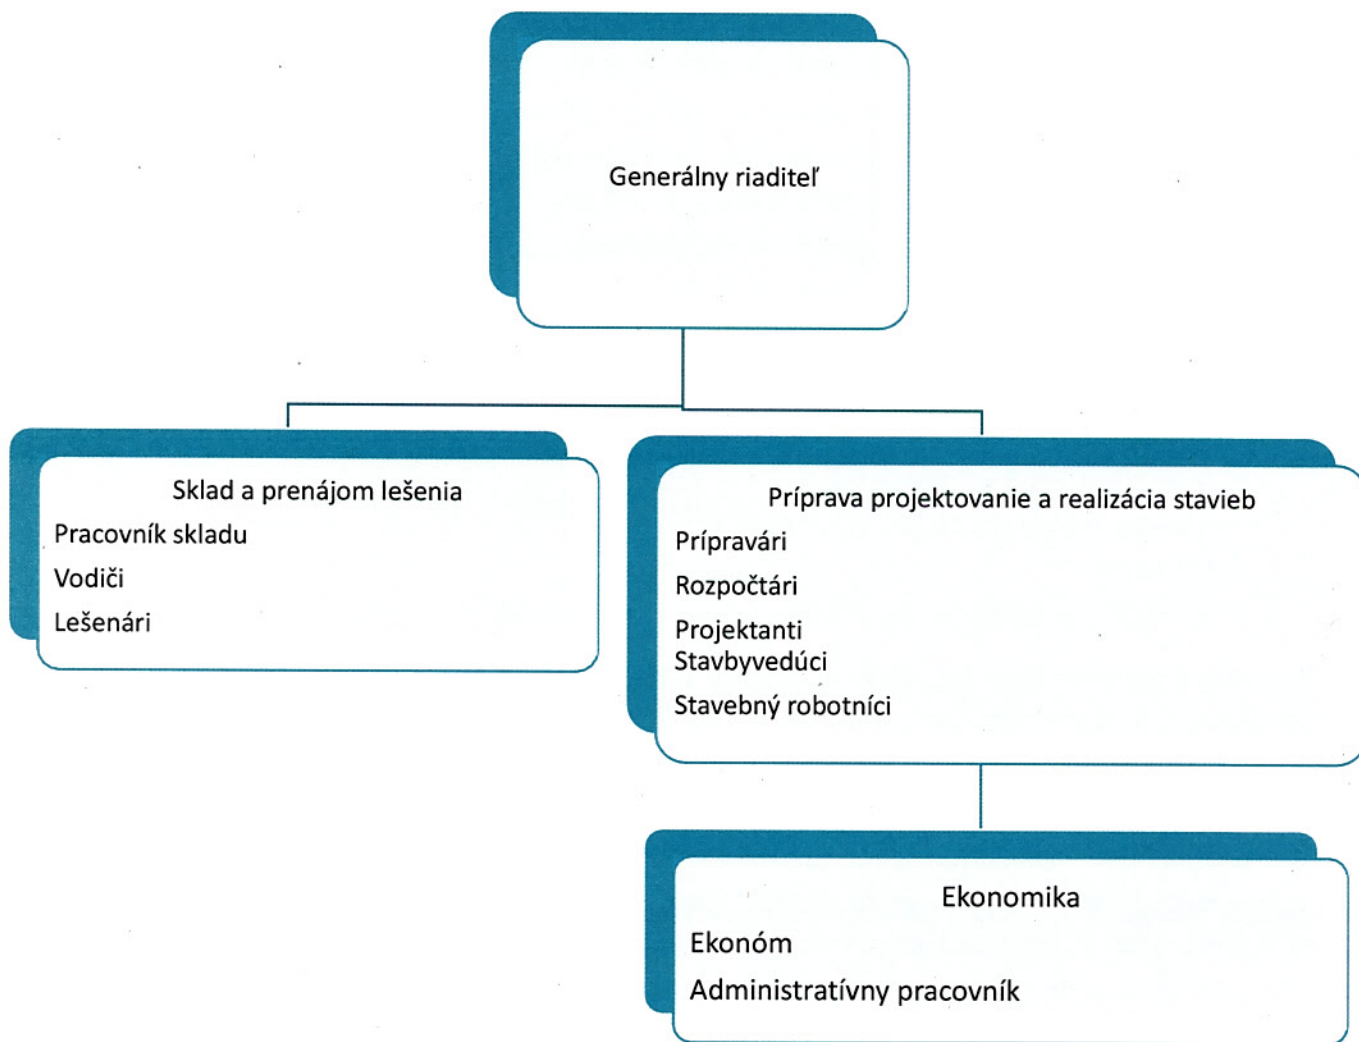 Generálny riaditeľ
Sklad a prenájom lešenia
Pracovník skladu
Vodiči
Lešenári
Príprava projektovanie a realizácia stavieb
Prípravári
Rozpočtári
Projektanti
Stavbyvedúci
Stavebný robotníci
Ekonomika
Ekonóm
Administratívny pracovník